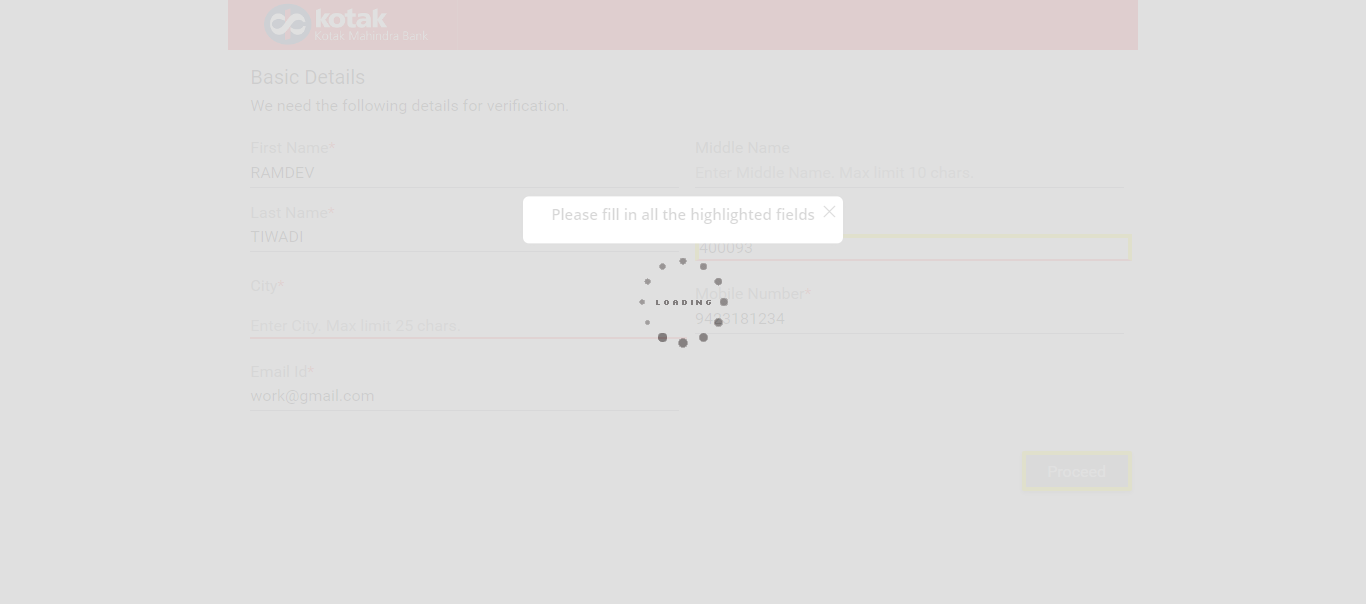 kotak
Kotak Mahindra Bank
Basic Details
We need the following details for verification.
First Name*
RAMDEV
Middle Name
Enter Middle Name. Max limit 10 chars.
Last Name*
TIWADI
Please fill in all the highlighted fields
400093
City*
Enter City. Max limit 25 chars
LOADING
Mobile Number*
9423181234
Email Id*
work@gmail.com
Proceed